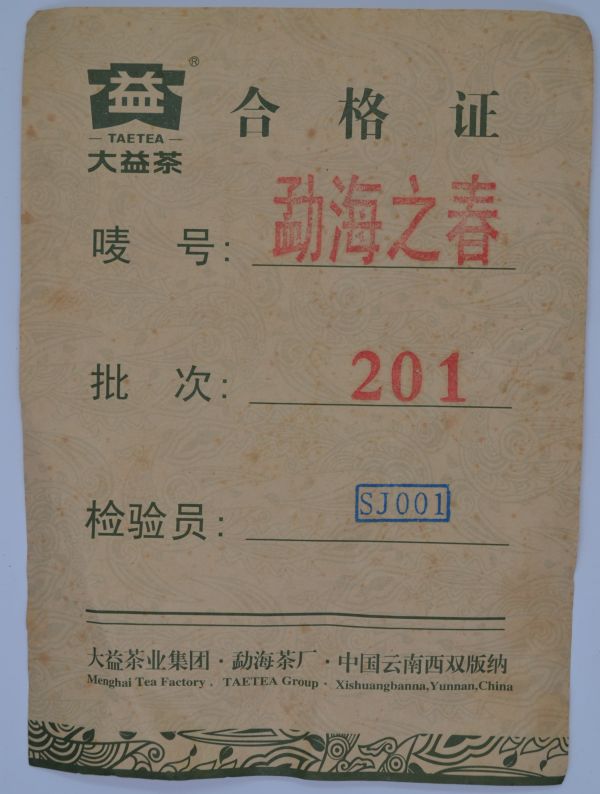 益®
TAETEA
大益茶
合格证
唛号：勐海之春
批次：201
检验员：SJ001
大益茶业集团·勐海茶厂·中国云南西双版纳
Menghai Tea Factory . TAETEA Group · Xishuangbanna,Yunnan,China